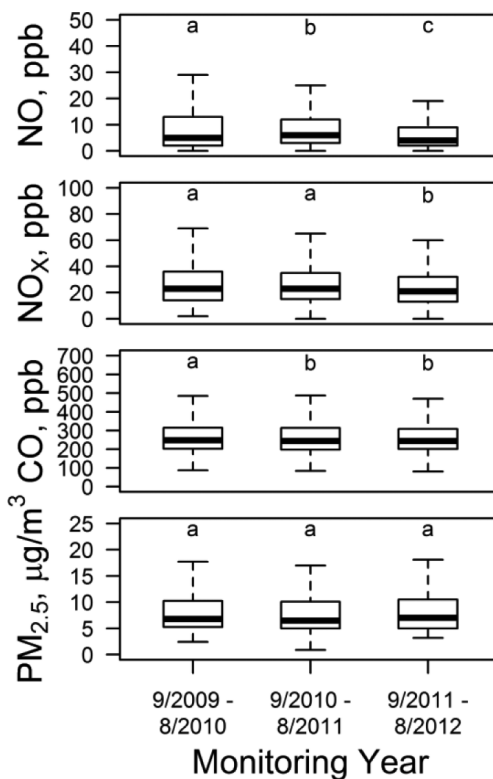 NO, ppb
50
40
30
20
10
0
a b c
NOX, ppb
100
80
60
40
20
0
a a b
CO, ppb
700
600
500
400
300
200
100
0
a b b
PM2.5, µg/m³
25
20
15
10
5
0
a a a
9/2009 - 9/2010 - 9/2011 -
8/2010 8/2011 8/2012
Monitoring Year